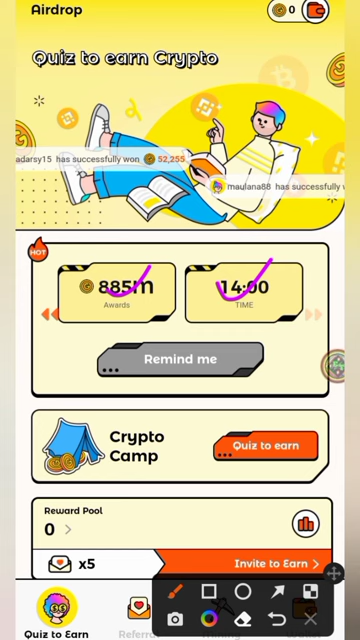 Airdrop
0
Quiz to earn Crypto
adarsy15 has successfully won 52,255
maulana88 has successfully
HOT
885M
Awards
14:00
TIME
Remind me
Crypto
Camp
Quiz to earn
Reward Pool
0
x5
Invite to Earn
Quiz to Earn